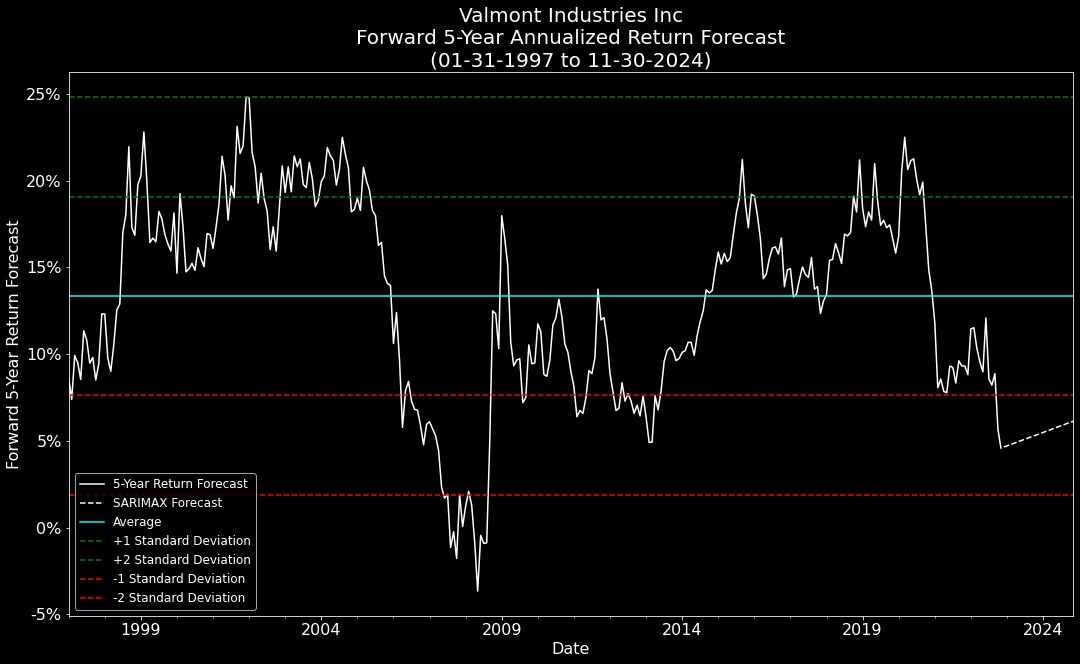 Valmont Industries Inc
Forward 5-Year Annualized Return Forecast
(01-31-1997 to 11-30-2024)
Forward 5-Year Return Forecast
25%
20%
15%
10%
5%
0%
-5%
5-Year Return Forecast
SARIMAX Forecast
Average
+1 Standard Deviation
+2 Standard Deviation
-1 Standard Deviation
-2 Standard Deviation
1999
2004
2009
2014
2019
2024
Date